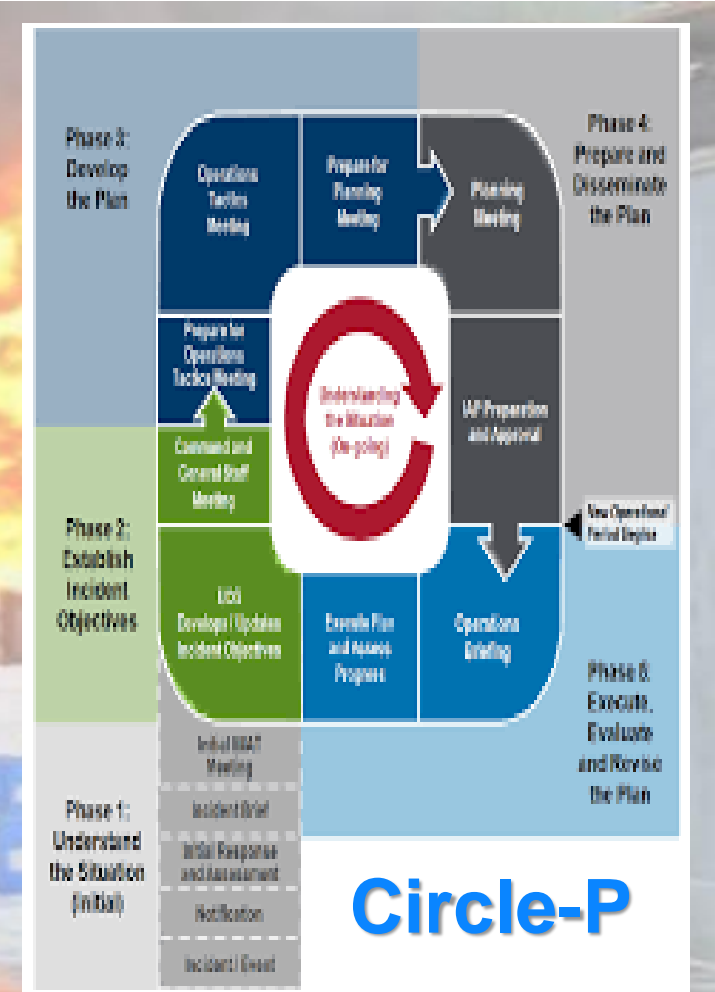 Phase 3:
Develop
the Plan
Operations
Tactics
Meeting
Prepare for
Planning
Meeting
Planning
Meeting
Phase 4:
Prepare and
Disseminate
the Plan
Prepare for
Operations
Tactics Meeting
Understanding
the Situation
(On-going)
IAP Preparation
and Approval
Command and
General Staff
Meeting
New Operational
Period Begins
Phase 2:
Establish
Incident
Objectives
Develops / Updates
Incident Objectives
Execute Plan
and Assess
Progress
Operations
Briefing
Phase 5:
Execute,
Evaluate
and Revise
the Plan
Initial
Meeting
Incident Brief
Initial Response
and Assessment
Notification
Incident / Event
Phase 1:
Understand
the Situation
(Initial)
Circle-P